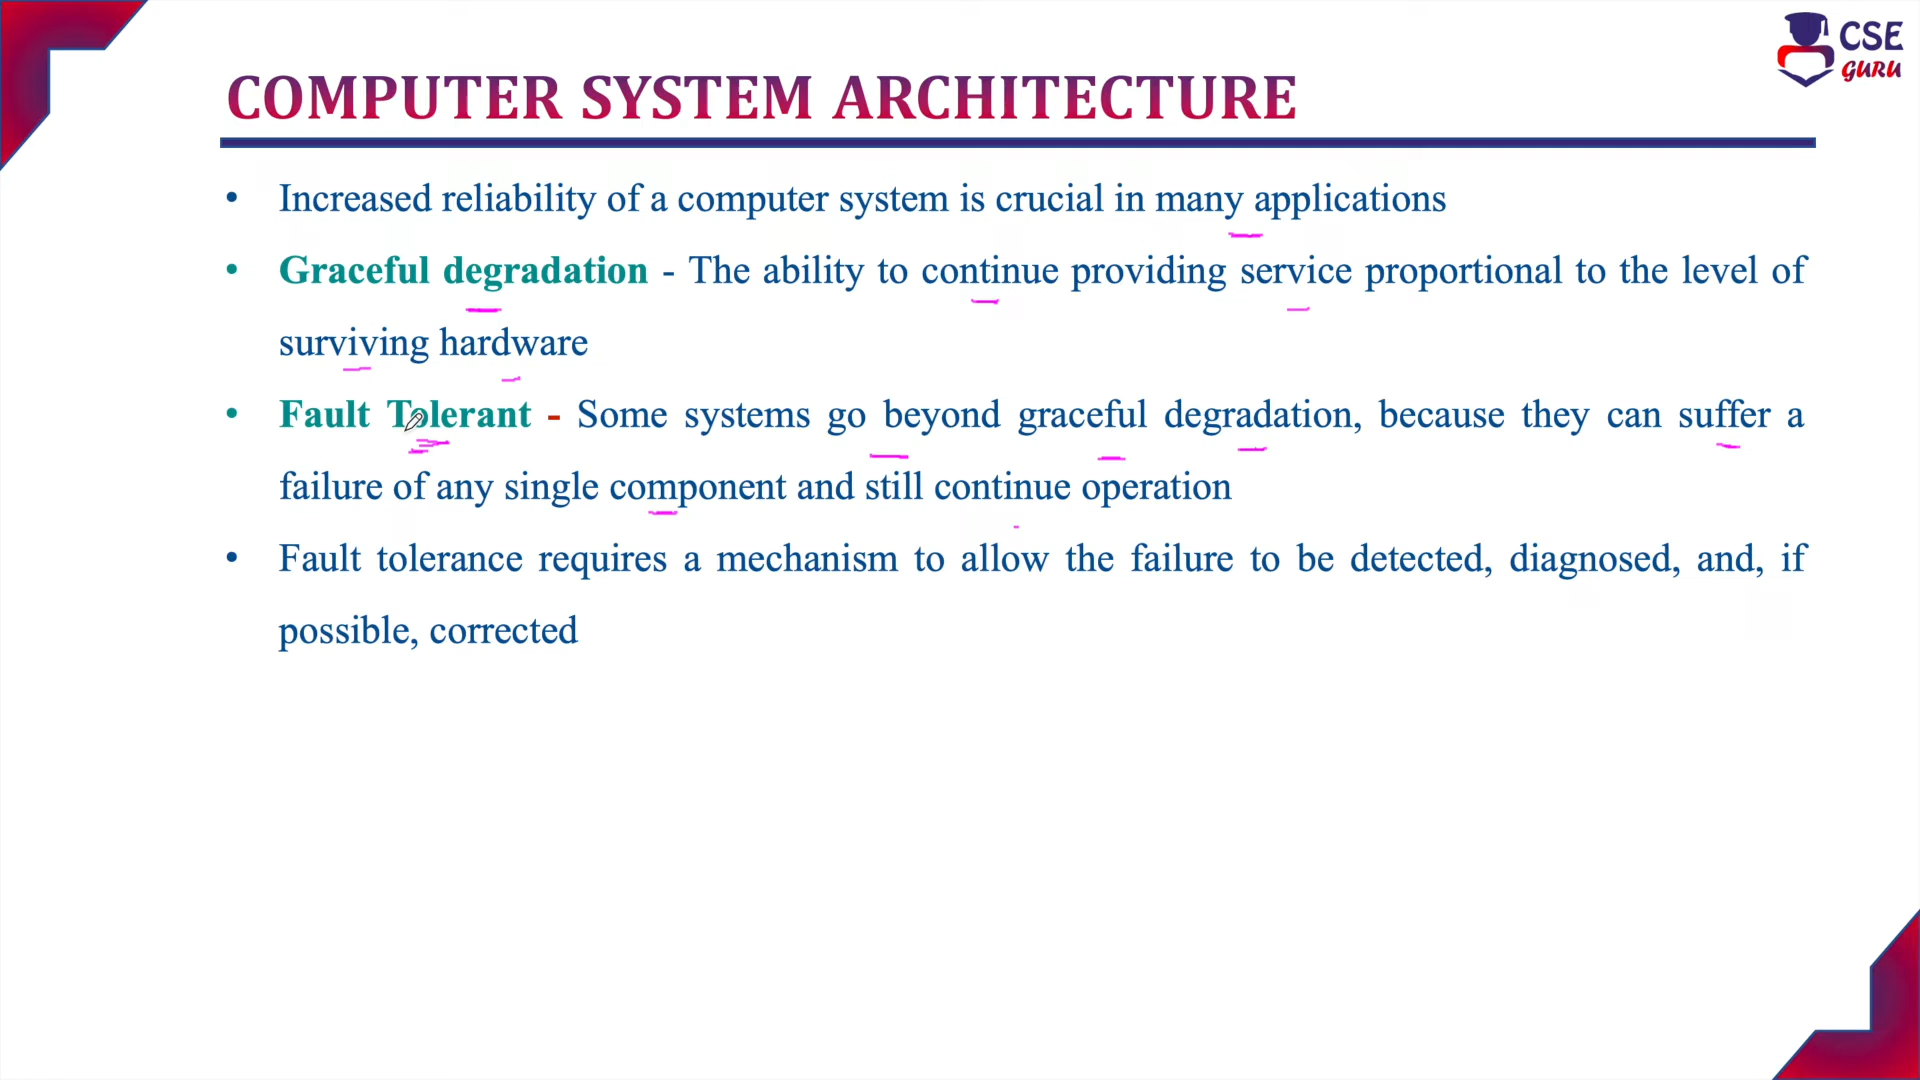 CSE
GURU
COMPUTER SYSTEM ARCHITECTURE
• Increased reliability of a computer system is crucial in many applications
• Graceful degradation - The ability to continue providing service proportional to the level of
surviving hardware
• Fault Tolerant - Some systems go beyond graceful degradation, because they can suffer a
failure of any single component and still continue operation
• Fault tolerance requires a mechanism to allow the failure to be detected, diagnosed, and, if
possible, corrected